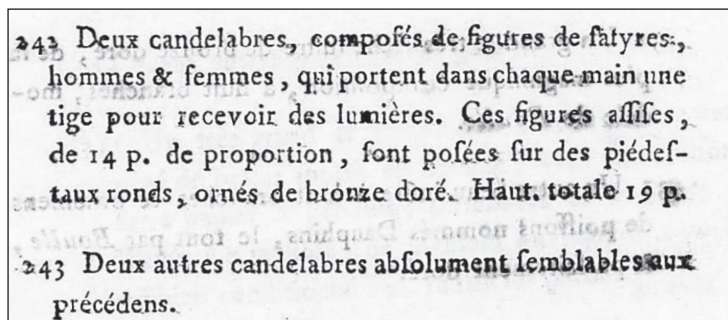 242 Deux candelabres, compoſés de figures de ſatyres,
hommes & femmes, qui portent dans chaque main une
tige pour recevoir des lumières. Ces figures aſſiſes,
de 14 p. de proportion, ſont poſées ſur des piédeſ-
taux ronds, ornés de brónze doré. Haut. totale 19 p.
243 Deux autres candelabres abſolument ſemblables aux
précédens.